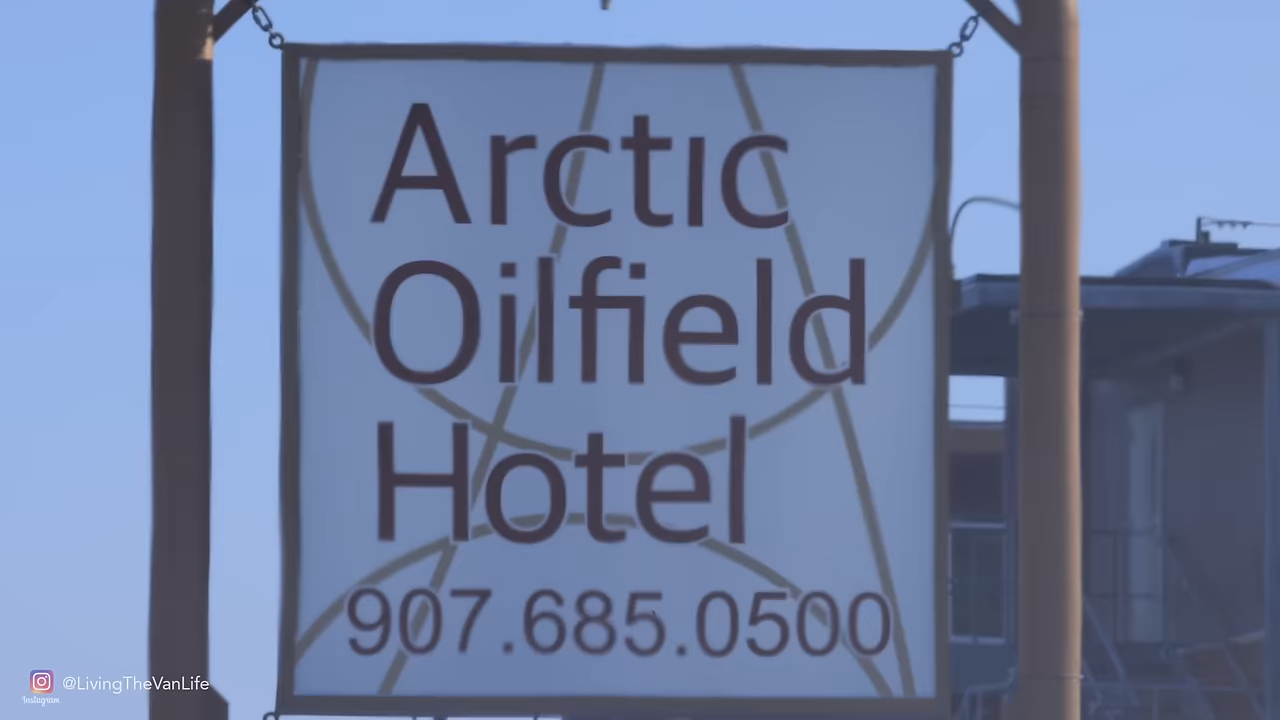 Arctic
Oilfield
Hotel
907.685.0500
@LivingTheVanLife
Instagram